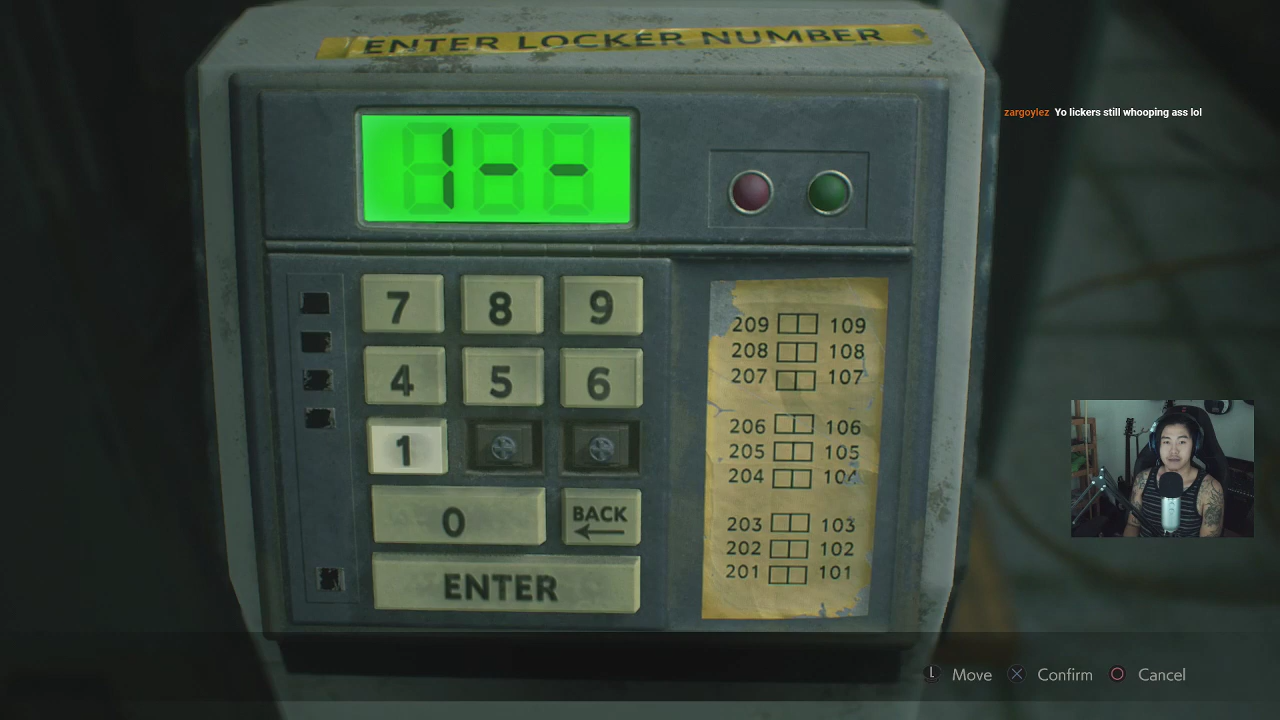 ENTER LOCKER NUMBER
1--
zargoylez Yo lickers still whooping ass lol
7 8 9
4 5 6
1
0 BACK
ENTER
209 109
208 108
207 107
206 106
205 105
204 104
203 103
202 102
201 101
L Move Confirm Cancel